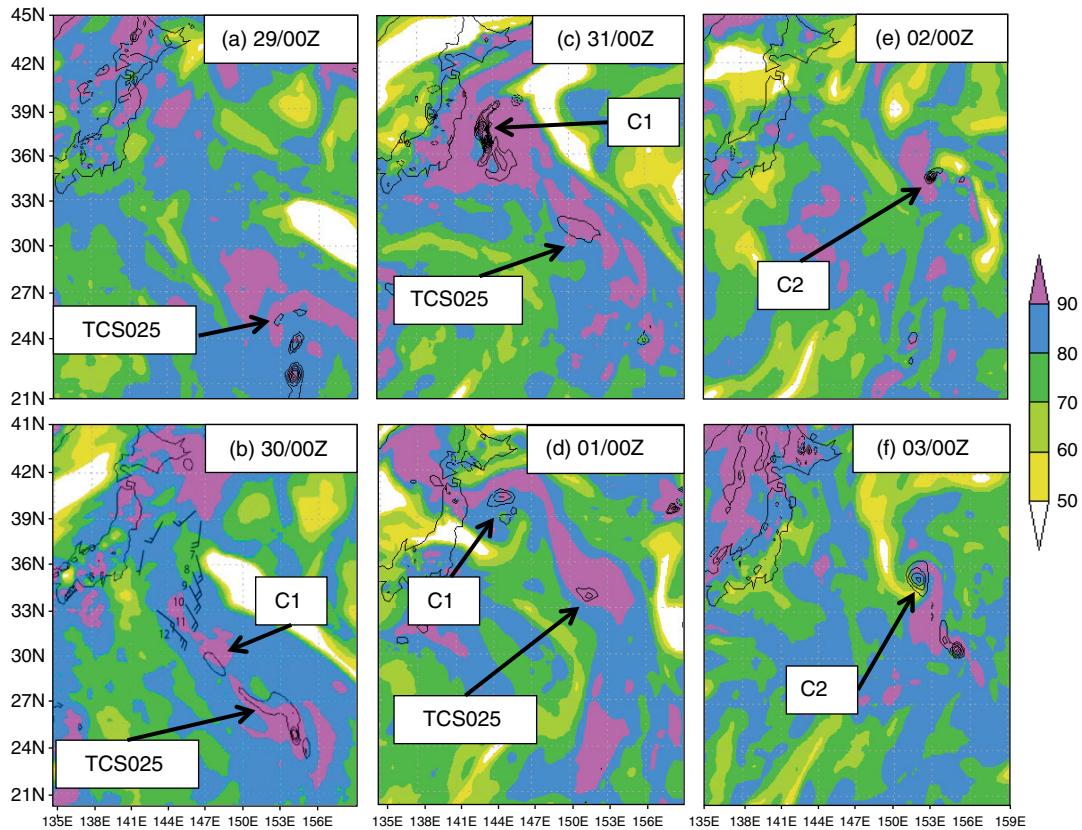 45N
42N
39N
36N
33N
30N
27N
24N
21N
(a) 29/00Z
TCS025
(c) 31/00Z
C1
TCS025
(e) 02/00Z
C2
90
80
70
60
50
41N
42N
39N
36N
33N
30N
27N
24N
21N
(b) 30/00Z
7
8
9
10
11
12
C1
TCS025
(d) 01/00Z
C1
TCS025
(f) 03/00Z
C2
135E 138E 141E 144E 147E 150E 153E 156E
135E 138E 141E 144E 147E 150E 153E 156E
135E 138E 141E 144E 147E 150E 153E 156E 159E